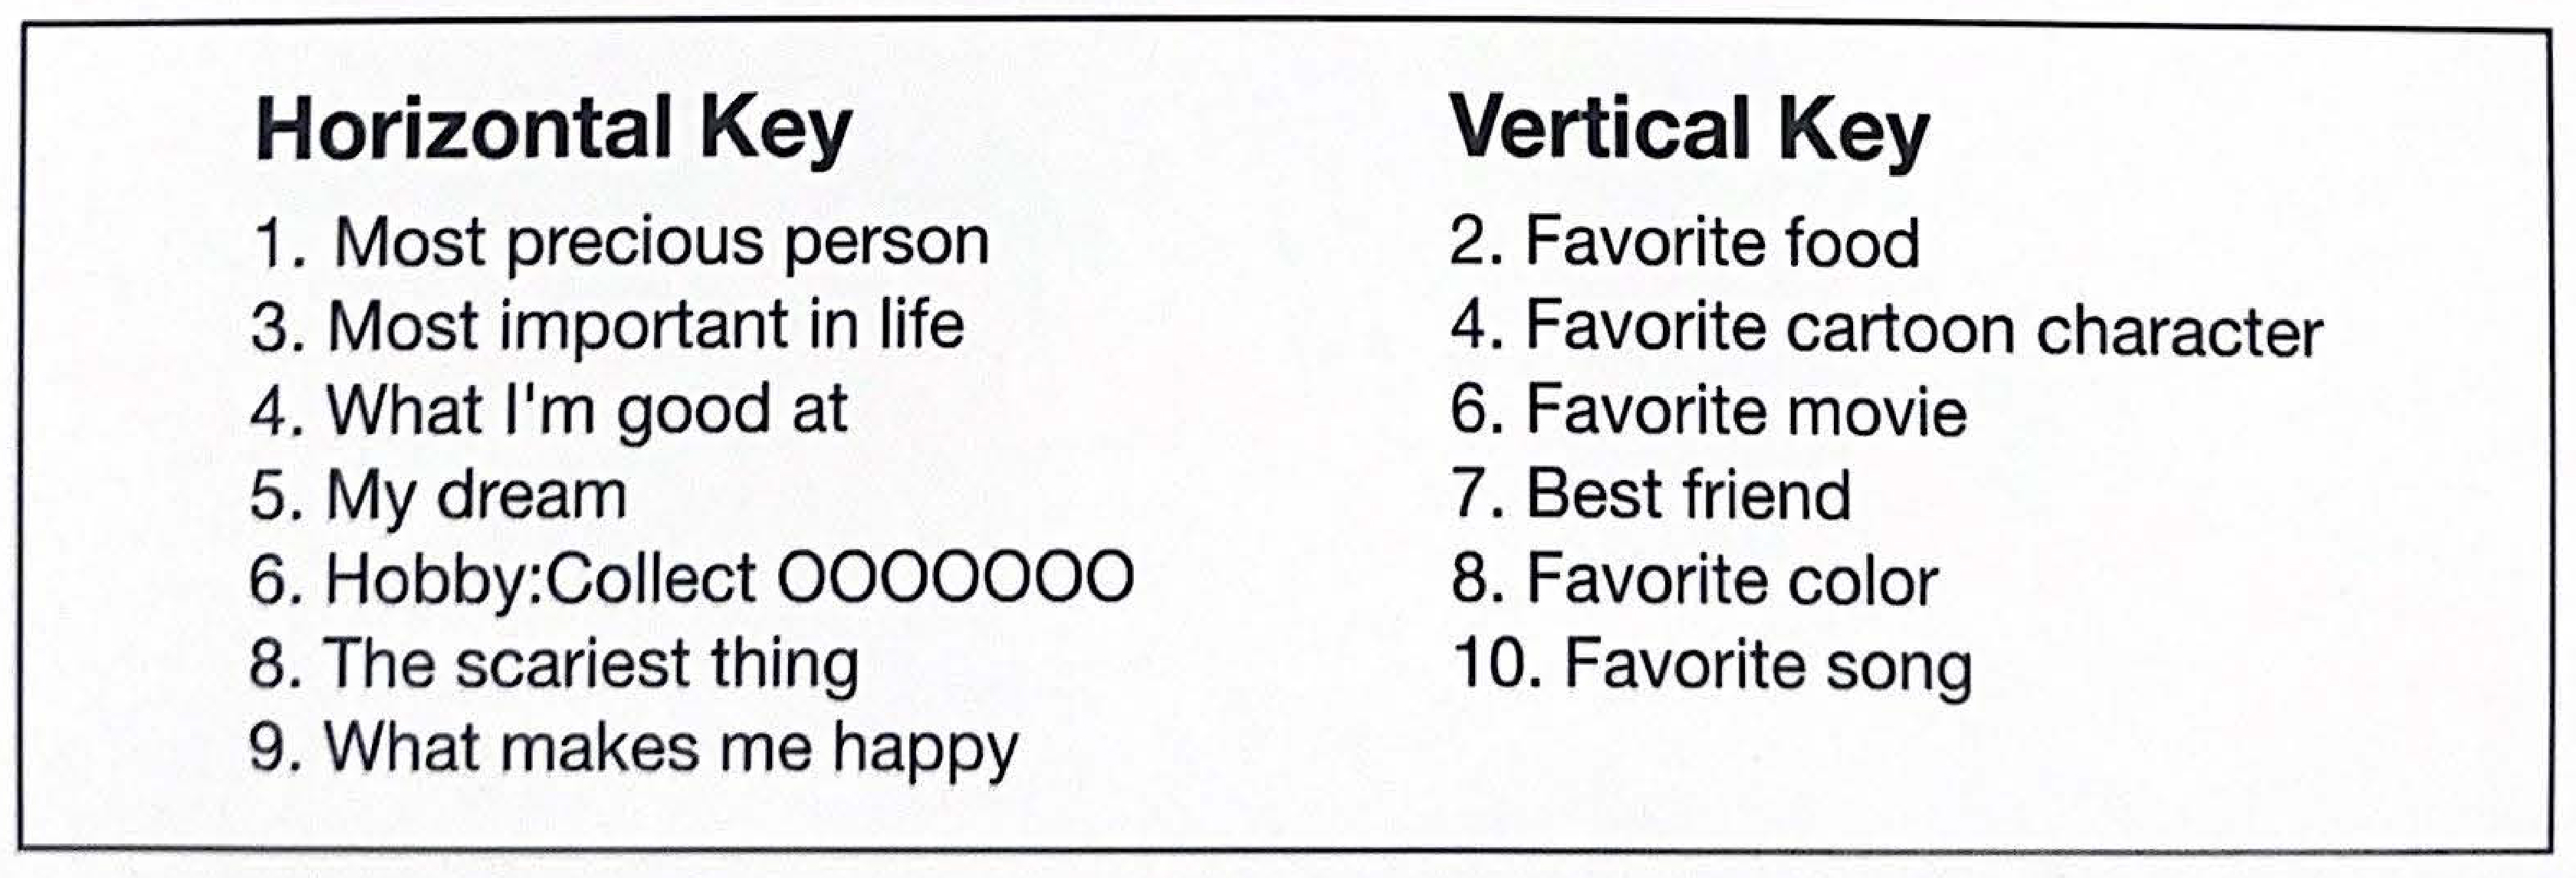 Horizontal Key
1. Most precious person
3. Most important in life
4. What I'm good at
5. My dream
6. Hobby:Collect OOOOOOO
8. The scariest thing
9. What makes me happy
Vertical Key
2. Favorite food
4. Favorite cartoon character
6. Favorite movie
7. Best friend
8. Favorite color
10. Favorite song